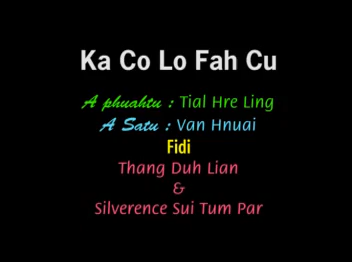 Ka Co Lo Fah Cu
A phuahtu : Tial Hre Ling
A Satu : Van Hnuai
Fidi
Thang Duh Lian
&
Silverence Sui Tum Par